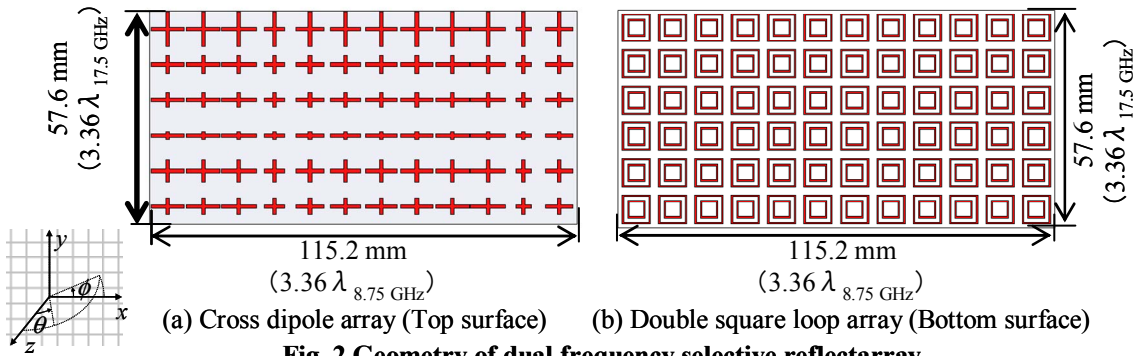 57.6 mm
(3.36 λ 17.5 GHz)
115.2 mm
(3.36 λ 8.75 GHz)
(a) Cross dipole array (Top surface)
57.6 mm
(3.36 λ 17.5 GHz)
115.2 mm
(3.36 λ 8.75 GHz)
(b) Double square loop array (Bottom surface)
y
ϕ
x
θ
z
Fig. 2 Geometry of dual frequency selective reflectarray